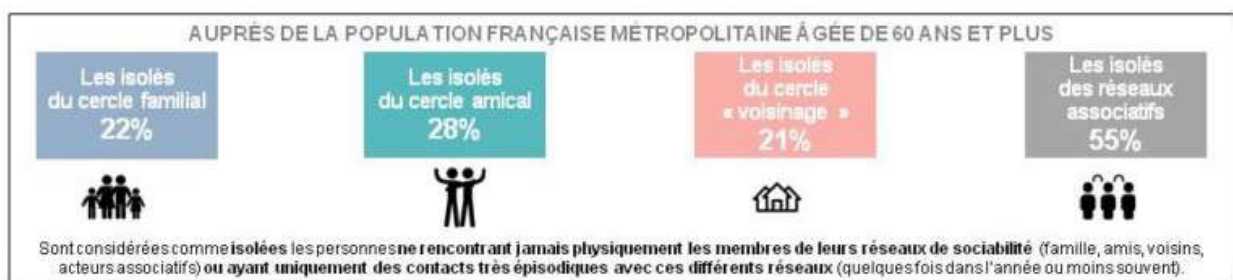 AUPRÈS DE LA POPULATION FRANÇAISE MÉTROPOLITAINE ÂGÉE DE 60 ANS ET PLUS
Les isolés
du cercle familial
22%
Les isolés
du cercle amical
28%
Les isolés
du cercle
« voisinage »
21%
Les isolés
des réseaux
associatifs
55%
Sont considérées comme isolées les personnes ne rencontrant jamais physiquement les membres de leurs réseaux de sociabilité (famille, amis, voisins,
acteurs associatifs) ou ayant uniquement des contacts très épisodiques avec ces différents réseaux (quelques fois dans l'année ou moins souvent).